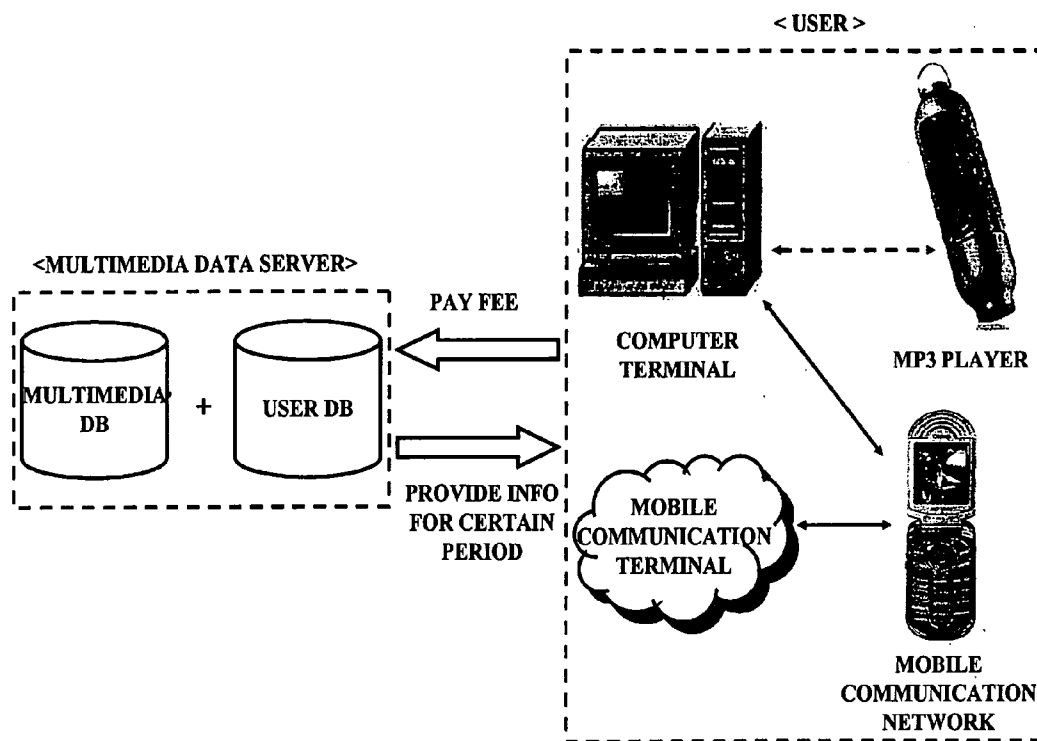 < USER >
<MULTIMEDIA DATA SERVER>
MULTIMEDIA
DB
+
USER DB
PAY FEE
PROVIDE INFO
FOR CERTAIN
PERIOD
COMPUTER
TERMINAL
MP3 PLAYER
MOBILE
COMMUNICATION
TERMINAL
MOBILE
COMMUNICATION
NETWORK